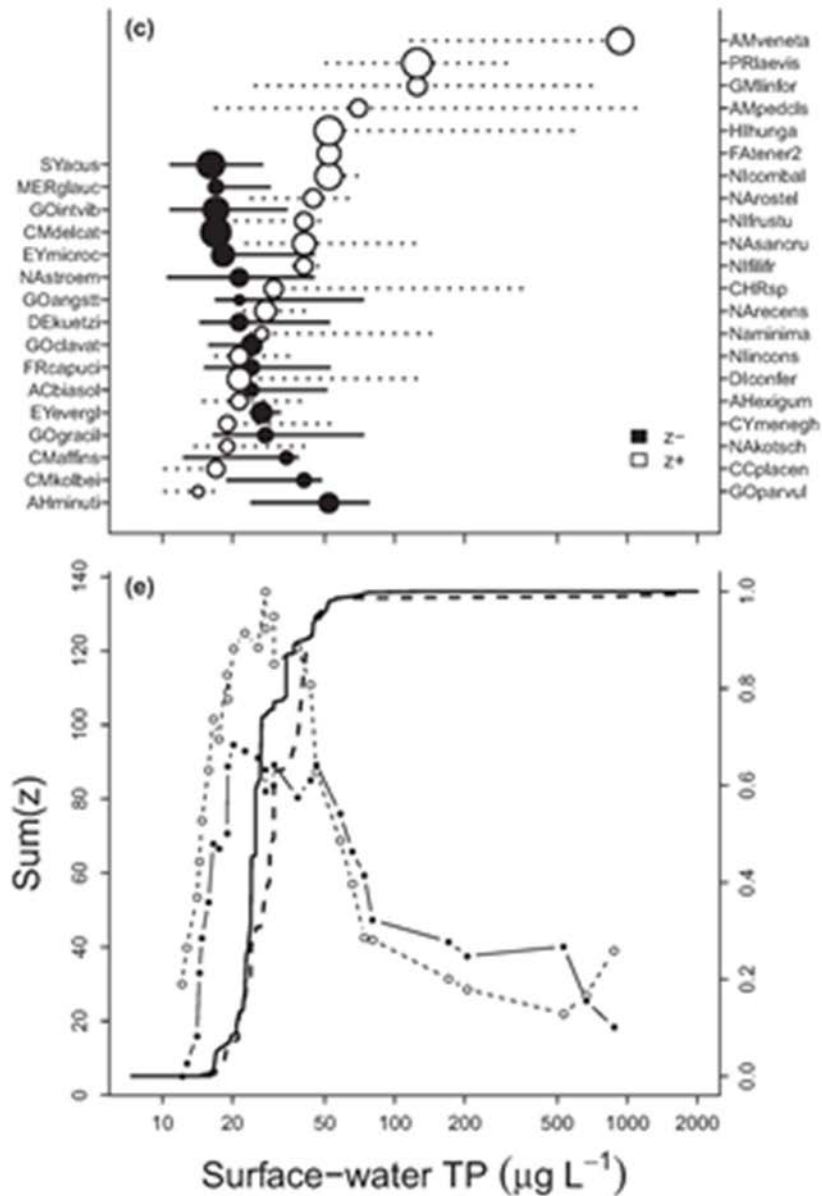 (c)
AMveneta
PRlaevis
GMlinfor
AMpedcls
HIhunga
FAtener2
NIcombal
NArostel
NIfrustu
NAsancru
NIfilifr
CHRsp
NArecens
Naminima
NIincons
DIconfer
AHexigum
CYmenegh
NAkotsch
CCplacen
GOparvul
SYacus
MERglauc
GOintvib
CMdelcat
EYmicroc
NAstroem
GOangstt
DEkuetzi
GOclavat
FRcapuci
ACbiasol
EYevergl
GOgracil
CMaffins
CMkolbei
AHminuti
z−
z+
(e)
Sum(z)
140
120
100
80
60
40
20
0
1.0
0.8
0.6
0.4
0.2
0.0
10 20 50 100 200 500 1000 2000
Surface−water TP (μg L⁻¹)